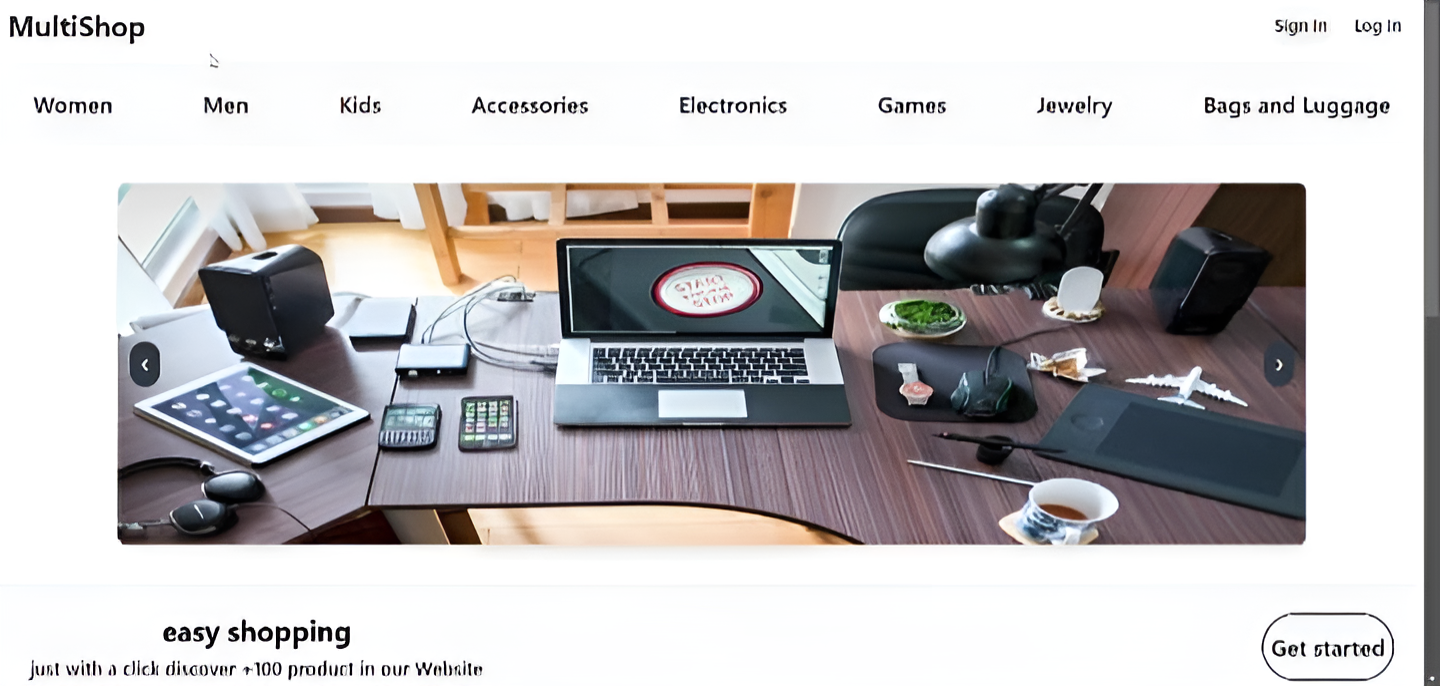 MultiShop
Sign In Log In
Women Men Kids Accessories Electronics Games Jewelry Bags and Luggage
easy shopping
just with a click discover +100 product in our Website
Get started